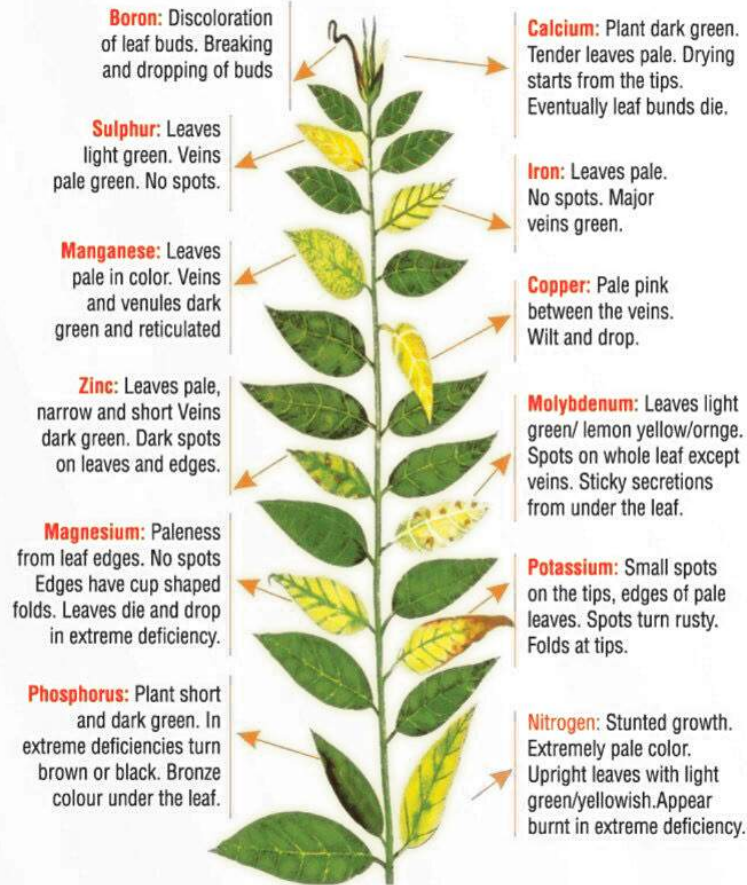 Boron: Discoloration
of leaf buds. Breaking
and dropping of buds
Calcium: Plant dark green.
Tender leaves pale. Drying
starts from the tips.
Eventually leaf bunds die.
Sulphur: Leaves
light green. Veins
pale green. No spots.
Iron: Leaves pale.
No spots. Major
veins green.
Manganese: Leaves
pale in color. Veins
and venules dark
green and reticulated
Copper: Pale pink
between the veins.
Wilt and drop.
Zinc: Leaves pale,
narrow and short Veins
dark green. Dark spots
on leaves and edges.
Molybdenum: Leaves light
green/ lemon yellow/ornge.
Spots on whole leaf except
veins. Sticky secretions
from under the leaf.
Magnesium: Paleness
from leaf edges. No spots
Edges have cup shaped
folds. Leaves die and drop
in extreme deficiency.
Potassium: Small spots
on the tips, edges of pale
leaves. Spots turn rusty.
Folds at tips.
Phosphorus: Plant short
and dark green. In
extreme deficiencies turn
brown or black. Bronze
colour under the leaf.
Nitrogen: Stunted growth.
Extremely pale color.
Upright leaves with light
green/yellowish.Appear
burnt in extreme deficiency.